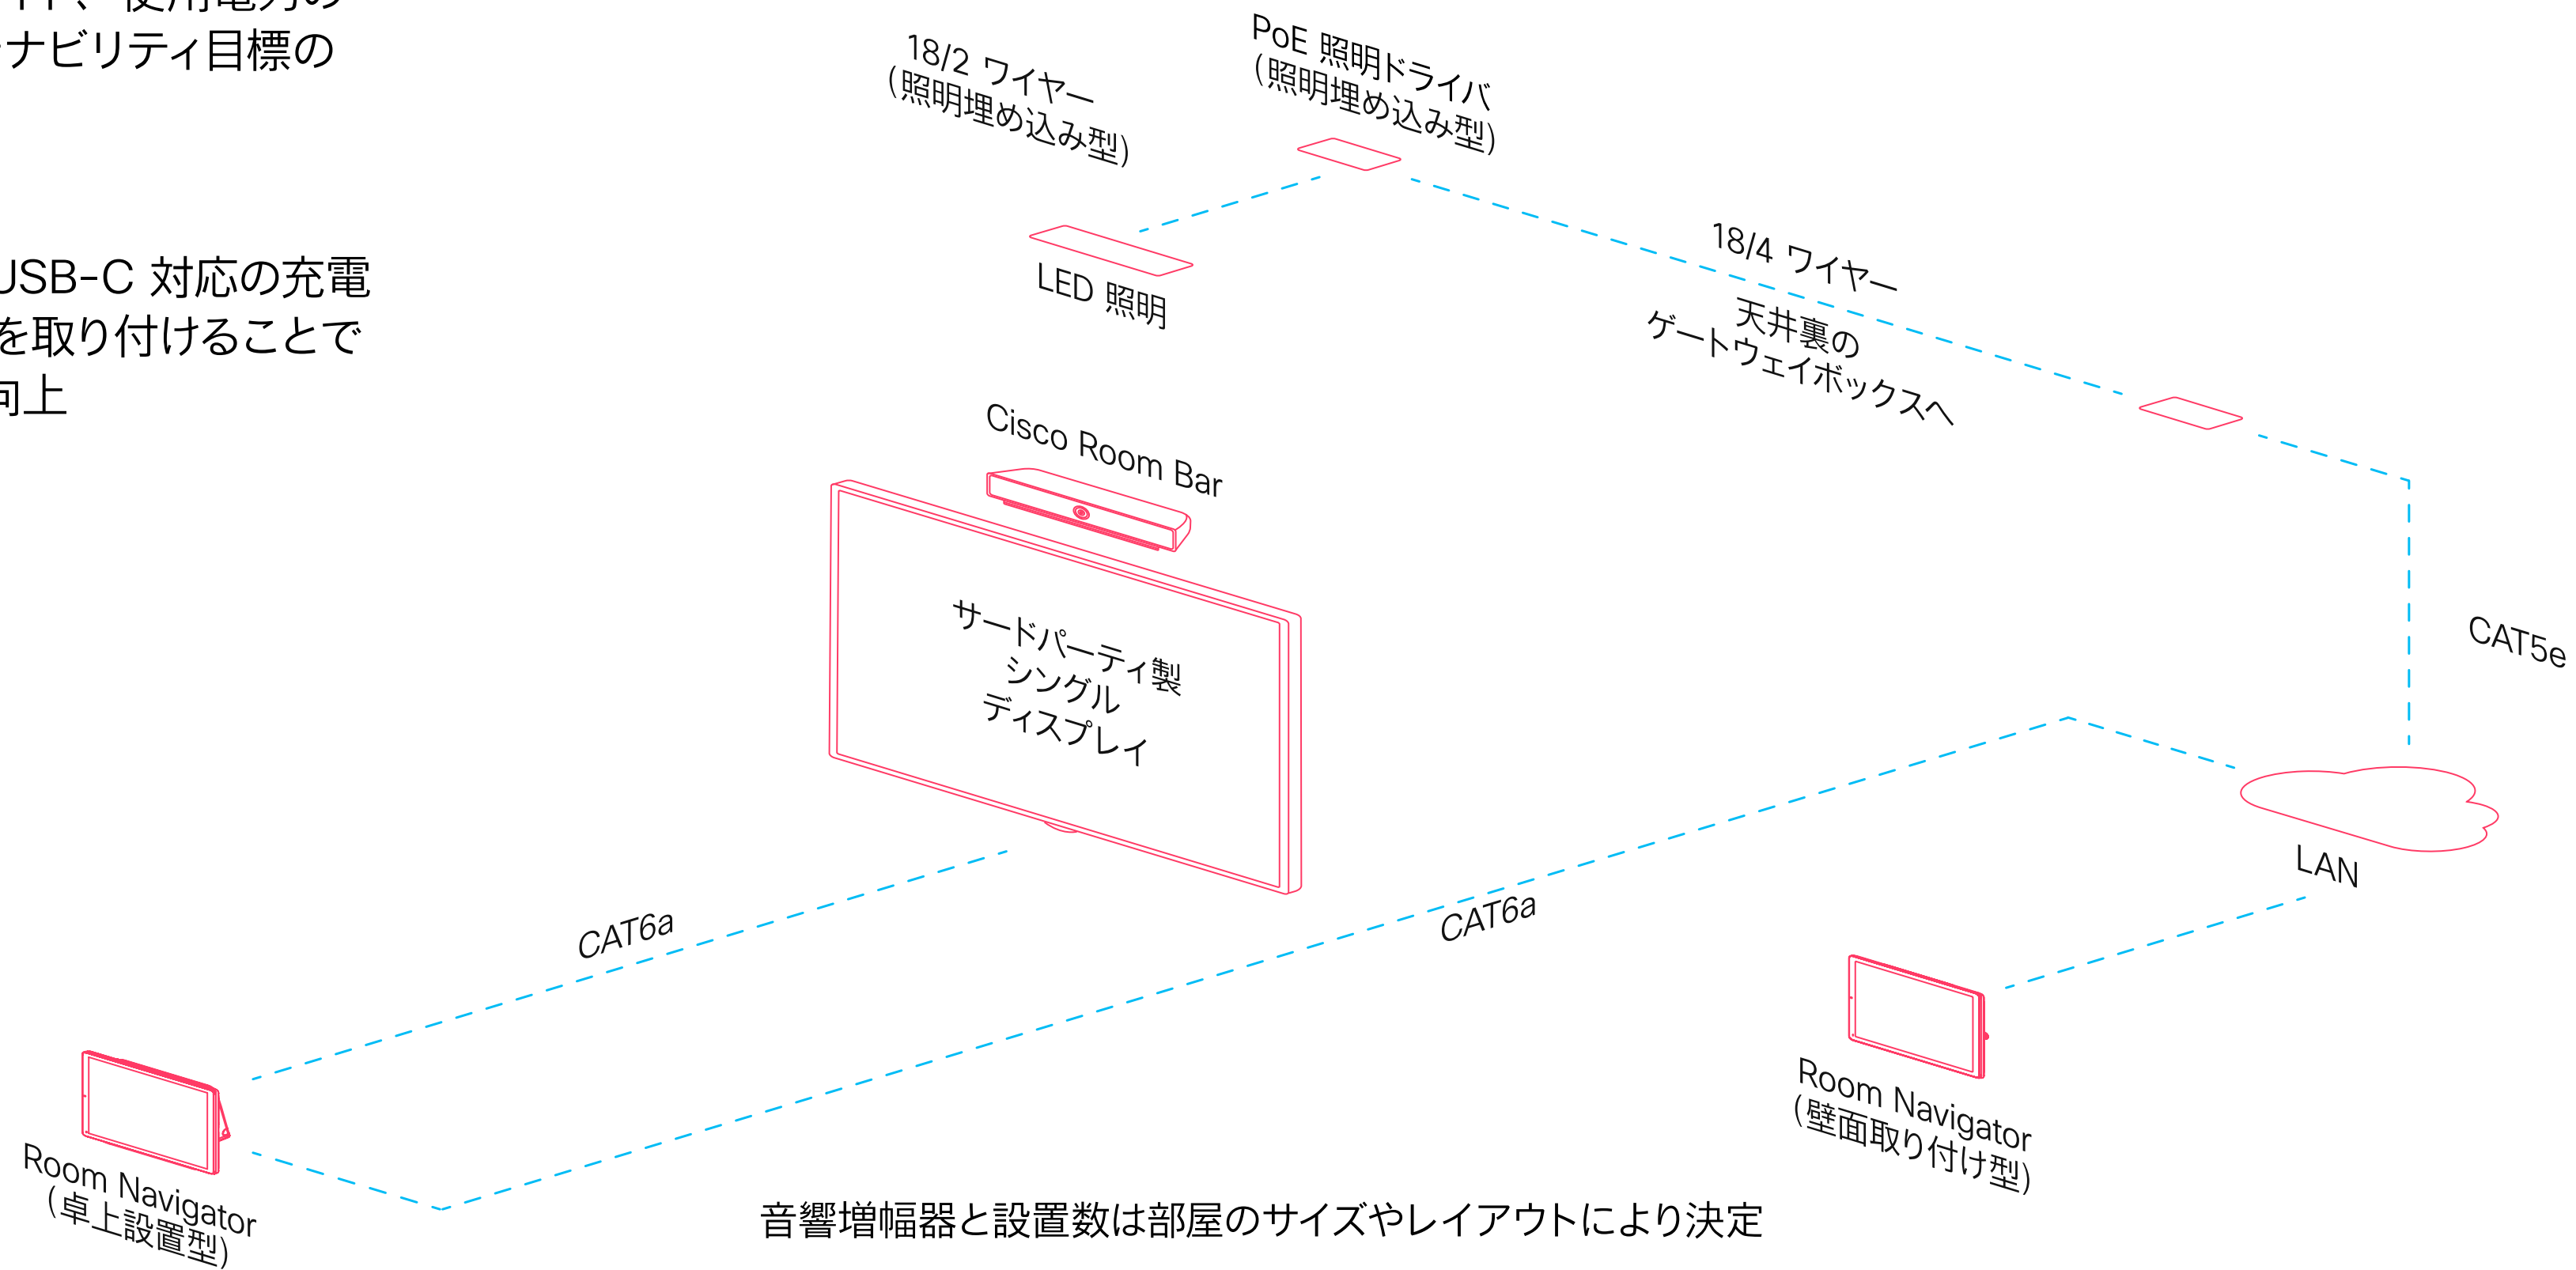 ナビリティ目標の
USB-C 対応の充電
を取り付けることで
向上
18/2 ワイヤー
(照明埋め込み型)
PoE 照明ドライバ
(照明埋め込み型)
LED 照明
18/4 ワイヤー
天井裏の
ゲートウェイボックスへ
Cisco Room Bar
サードパーティ製
シングル
ディスプレイ
CAT5e
LAN
CAT6a
CAT6a
Room Navigator
(壁面取り付け型)
Room Navigator
(卓上設置型)
音響増幅器と設置数は部屋のサイズやレイアウトにより決定